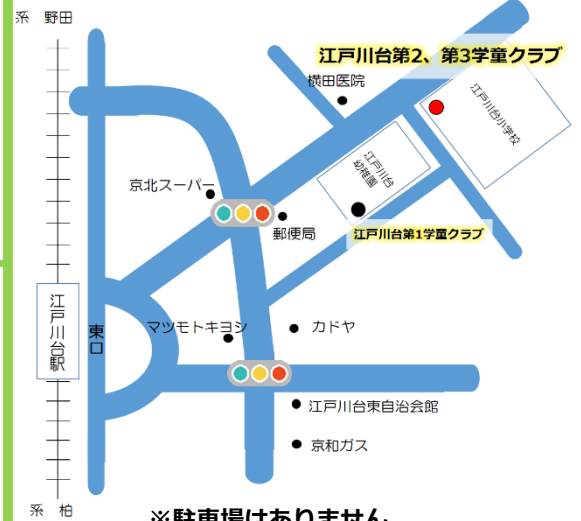 系 野田
江戸川台第2、第3学童クラブ
横田医院
江戸川台小学校
江戸川台
幼稚園
京北スーパー
郵便局
江戸川台第1学童クラブ
江戸川台駅
東口
マツモトキヨシ
カドヤ
江戸川台東自治会館
京和ガス
系 柏
※駐車場はありません